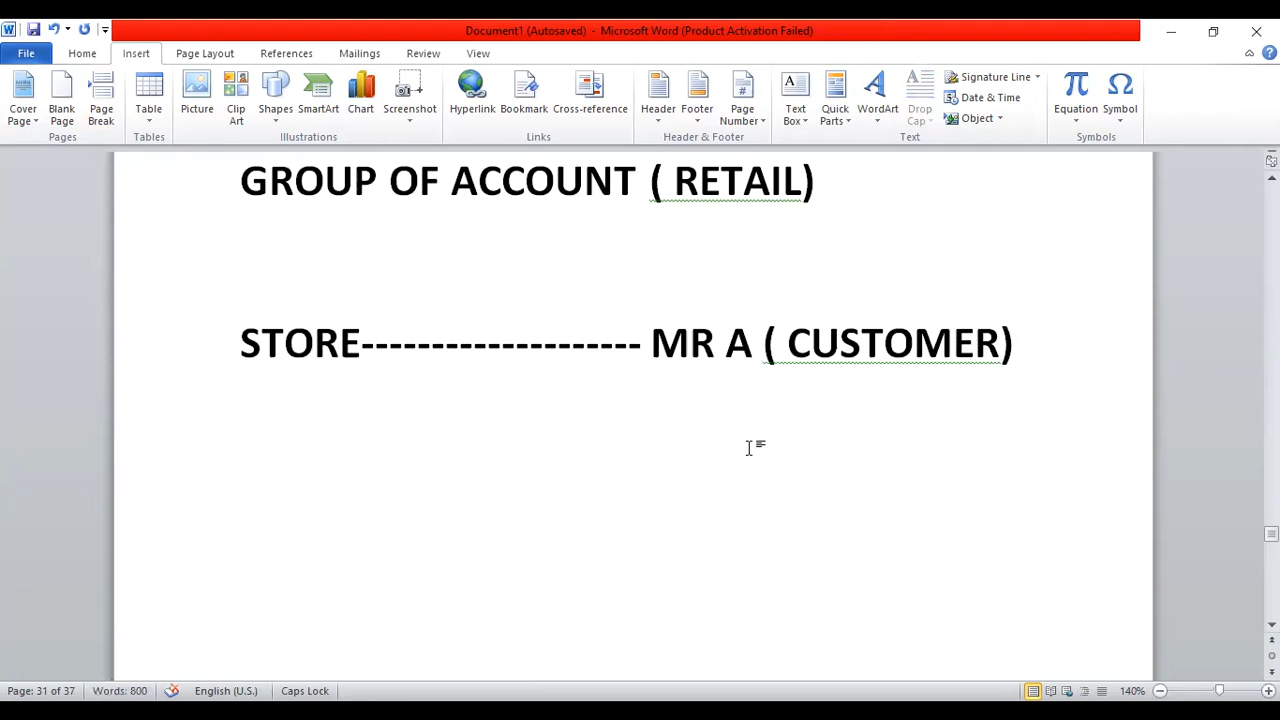 Document1 (Autosaved) - Microsoft Word (Product Activation Failed)
File Home Insert Page Layout References Mailings Review View
Cover Page Blank Page Page Break Table Picture Clip Art Shapes SmartArt Chart Screenshot Hyperlink Bookmark Cross-reference Header Footer Page Number Text Box Quick Parts WordArt Drop Cap Signature Line Date & Time Object Equation Symbol
Pages Tables Illustrations Links Header & Footer Text Symbols
GROUP OF ACCOUNT ( RETAIL)
STORE-------------------- MR A ( CUSTOMER)
Page: 31 of 37 Words: 800 English (U.S.) Caps Lock 140%